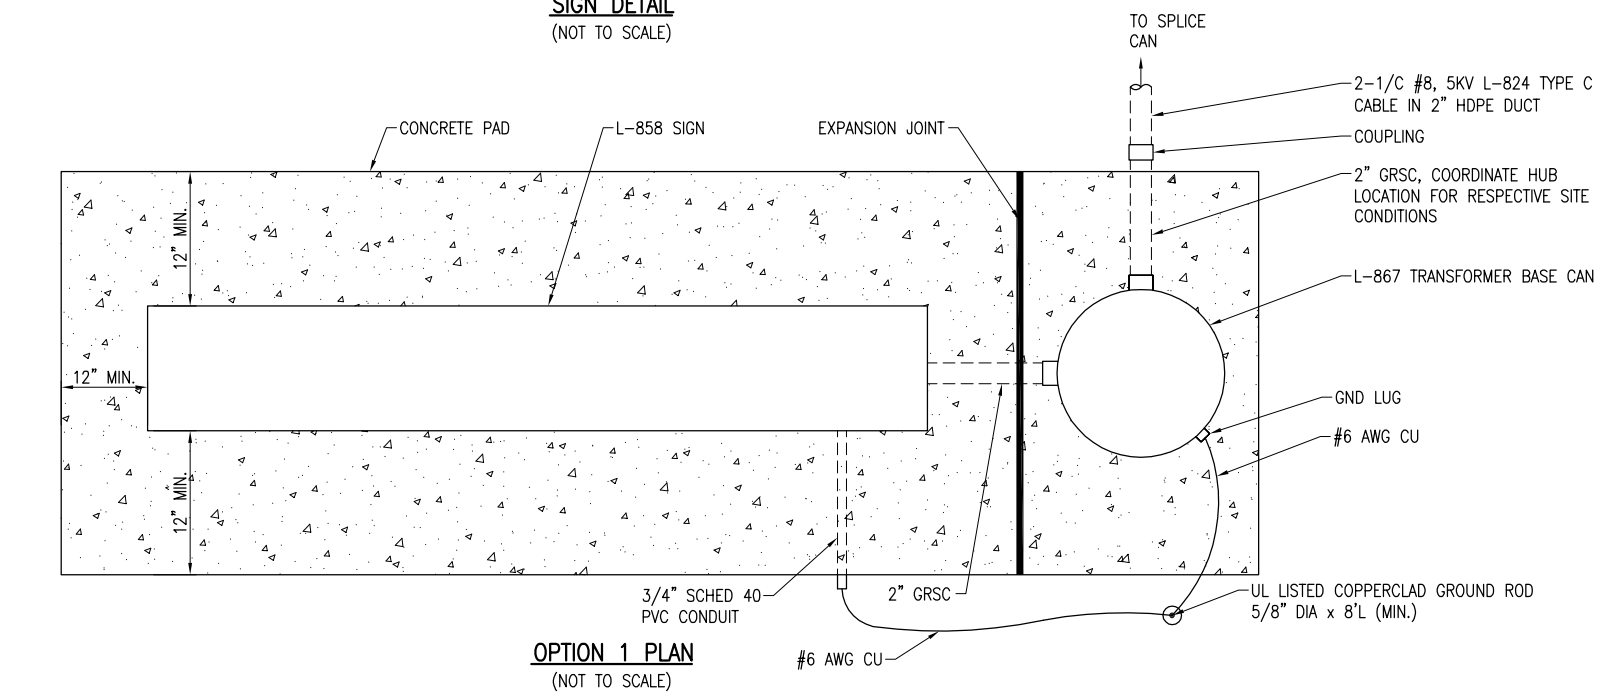 SIGN DETAIL
(NOT TO SCALE)
TO SPLICE
CAN
2-1/C #8, 5KV L-824 TYPE C
CABLE IN 2" HDPE DUCT
CONCRETE PAD
L-858 SIGN
EXPANSION JOINT
COUPLING
2" GRSC, COORDINATE HUB
LOCATION FOR RESPECTIVE SITE
CONDITIONS
12" MIN.
L-867 TRANSFORMER BASE CAN
12" MIN.
GND LUG
#6 AWG CU
12" MIN.
3/4" SCHED 40
PVC CONDUIT
2" GRSC
UL LISTED COPPERCLAD GROUND ROD
5/8" DIA x 8'L (MIN.)
#6 AWG CU
OPTION 1 PLAN
(NOT TO SCALE)